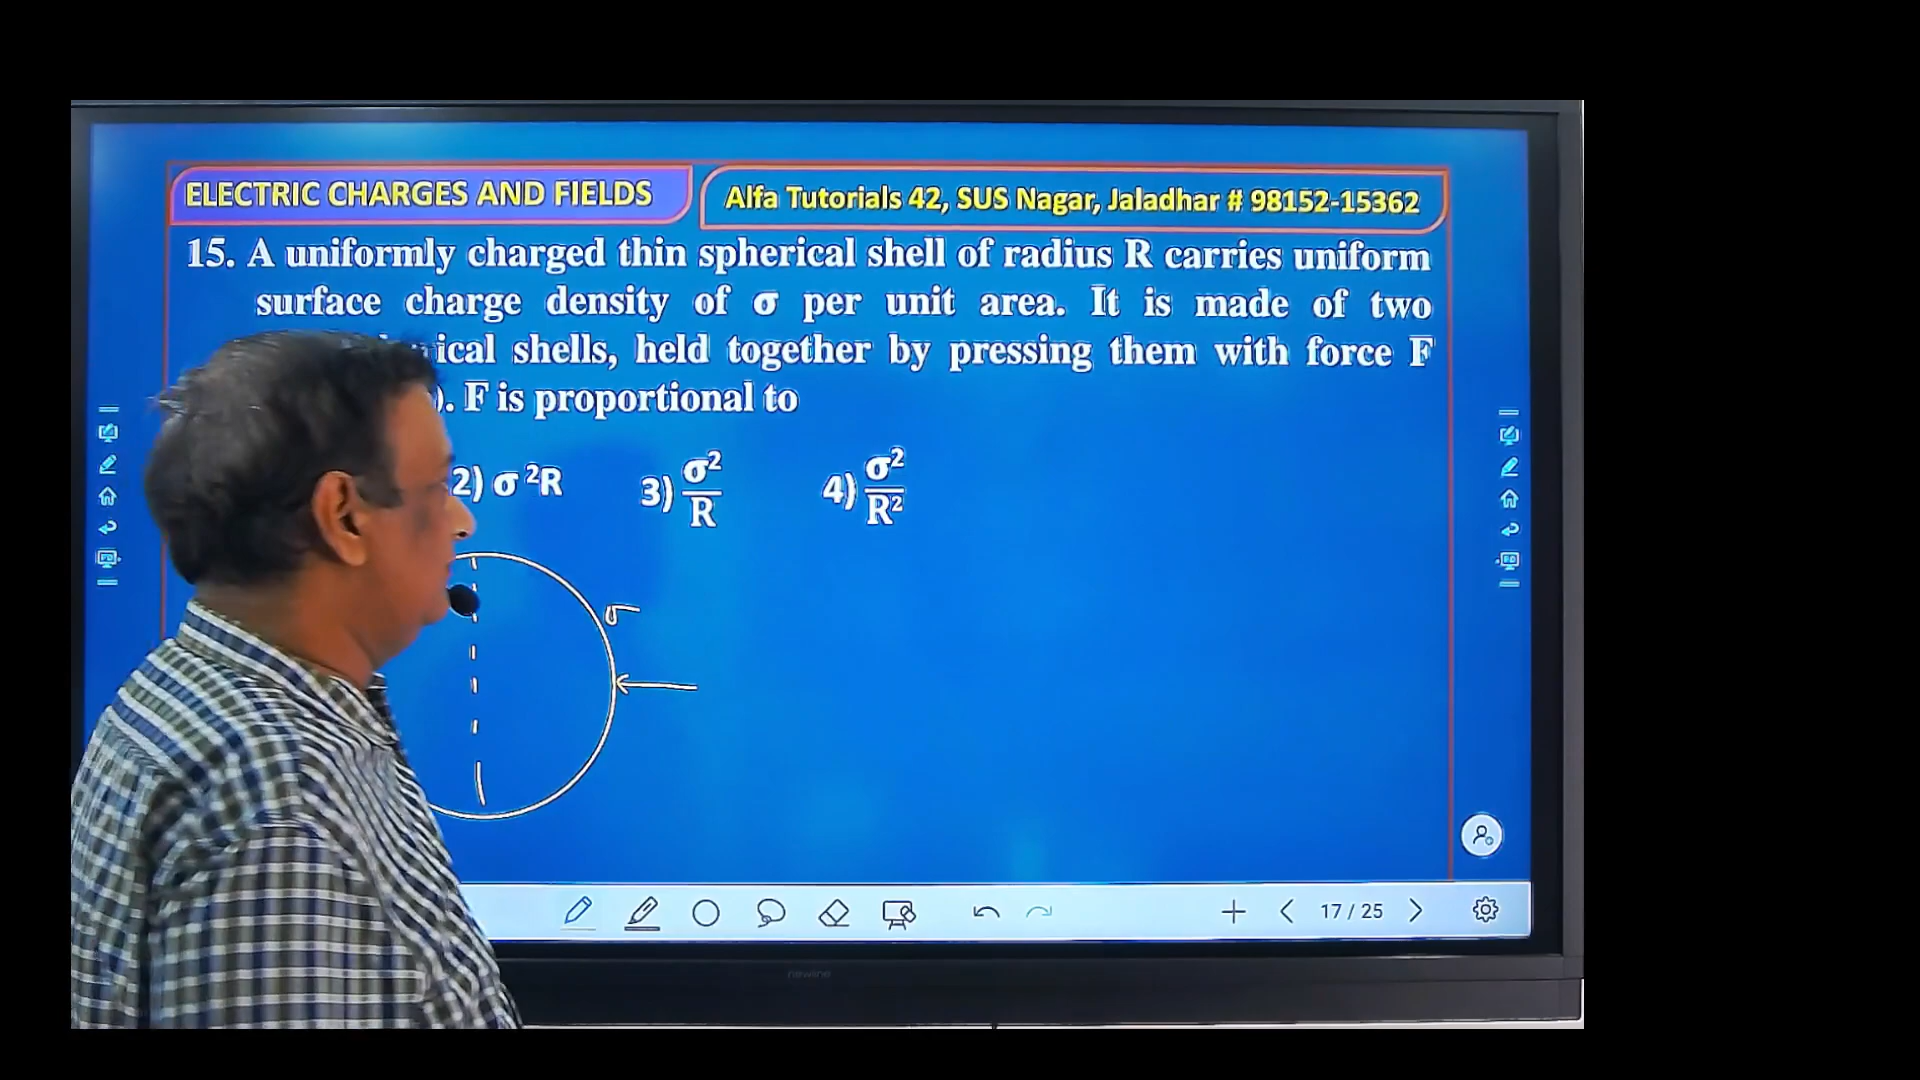 ELECTRIC CHARGES AND FIELDS
Alfa Tutorials 42, SUS Nagar, Jaladhar # 98152-15362
15. A uniformly charged thin spherical shell of radius R carries uniform
surface charge density of σ per unit area. It is made of two
ical shells, held together by pressing them with force F
). F is proportional to
2) σ²R 3) σ²/R 4) σ²/R²
σ
17 / 25
newline